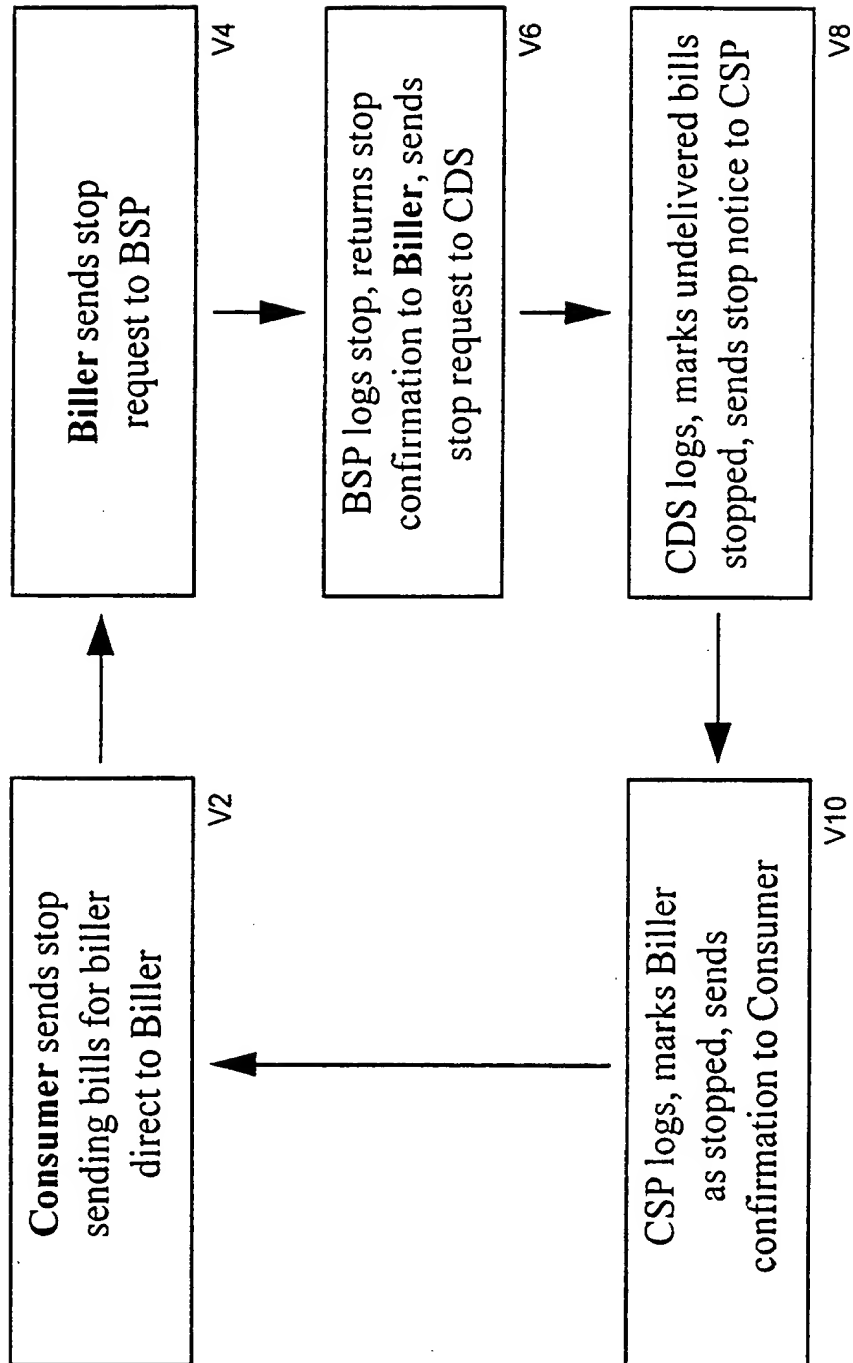 Consumer sends stop
sending bills for biller
direct to Biller
V2
Biller sends stop
request to BSP
V4
BSP logs stop, returns stop
confirmation to Biller, sends
stop request to CDS
V6
CDS logs, marks undelivered bills
stopped, sends stop notice to CSP
V8
CSP logs, marks Biller
as stopped, sends
confirmation to Consumer
V10